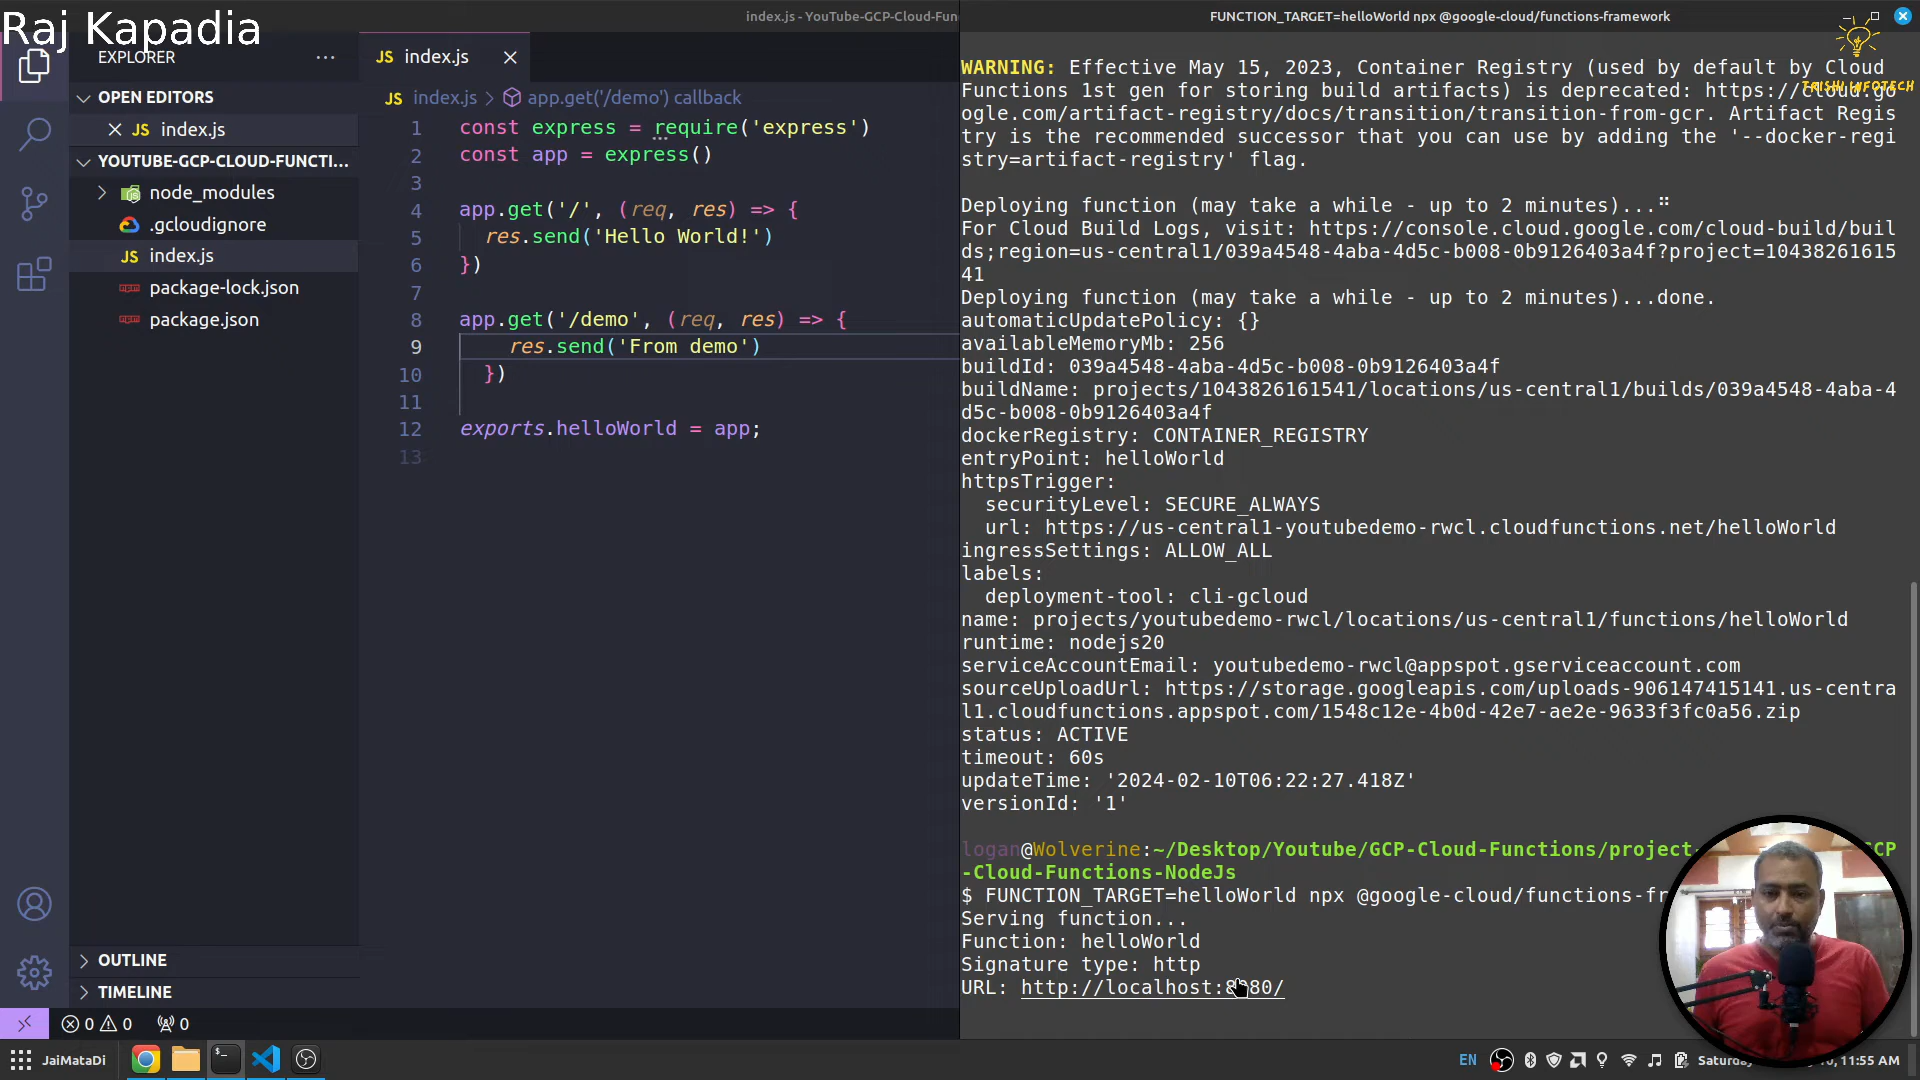 Raj Kapadia
index.js - YouTube-GCP-Cloud-Fun
FUNCTION_TARGET=helloWorld npx @google-cloud/functions-framework
TRISHI INFOTECH
EXPLORER
OPEN EDITORS
JS index.js
YOUTUBE-GCP-CLOUD-FUNCTI...
node_modules
.gcloudignore
JS index.js
package-lock.json
package.json
OUTLINE
TIMELINE
JS index.js
JS index.js > app.get('/demo') callback
1 const express = require('express')
2 const app = express()
3
4 app.get('/', (req, res) => {
5 res.send('Hello World!')
6 })
7
8 app.get('/demo', (req, res) => {
9 res.send('From demo')
10 })
11
12 exports.helloWorld = app;
13
WARNING: Effective May 15, 2023, Container Registry (used by default by Cloud
Functions 1st gen for storing build artifacts) is deprecated: https://cloud.go
ogle.com/artifact-registry/docs/transition/transition-from-gcr. Artifact Regis
try is the recommended successor that you can use by adding the '--docker-regi
stry=artifact-registry' flag.
Deploying function (may take a while - up to 2 minutes)...⠛
For Cloud Build Logs, visit: https://console.cloud.google.com/cloud-build/buil
ds;region=us-central1/039a4548-4aba-4d5c-b008-0b9126403a4f?project=10438261615
41
Deploying function (may take a while - up to 2 minutes)...done.
automaticUpdatePolicy: {}
availableMemoryMb: 256
buildId: 039a4548-4aba-4d5c-b008-0b9126403a4f
buildName: projects/1043826161541/locations/us-central1/builds/039a4548-4aba-4
d5c-b008-0b9126403a4f
dockerRegistry: CONTAINER_REGISTRY
entryPoint: helloWorld
httpsTrigger:
securityLevel: SECURE_ALWAYS
url: https://us-central1-youtubedemo-rwcl.cloudfunctions.net/helloWorld
ingressSettings: ALLOW_ALL
labels:
deployment-tool: cli-gcloud
name: projects/youtubedemo-rwcl/locations/us-central1/functions/helloWorld
runtime: nodejs20
serviceAccountEmail: youtubedemo-rwcl@appspot.gserviceaccount.com
sourceUploadUrl: https://storage.googleapis.com/uploads-906147415141.us-centra
l1.cloudfunctions.appspot.com/1548c12e-4b0d-42e7-ae2e-9633f3fc0a56.zip
status: ACTIVE
timeout: 60s
updateTime: '2024-02-10T06:22:27.418Z'
versionId: '1'
logan@Wolverine:~/Desktop/Youtube/GCP-Cloud-Functions/project- GCP
-Cloud-Functions-NodeJs
$ FUNCTION_TARGET=helloWorld npx @google-cloud/functions-fr
Serving function...
Function: helloWorld
Signature type: http
URL: http://localhost:8080/
0 0 0
JaiMataDi
EN
Saturda 10, 11:55 AM